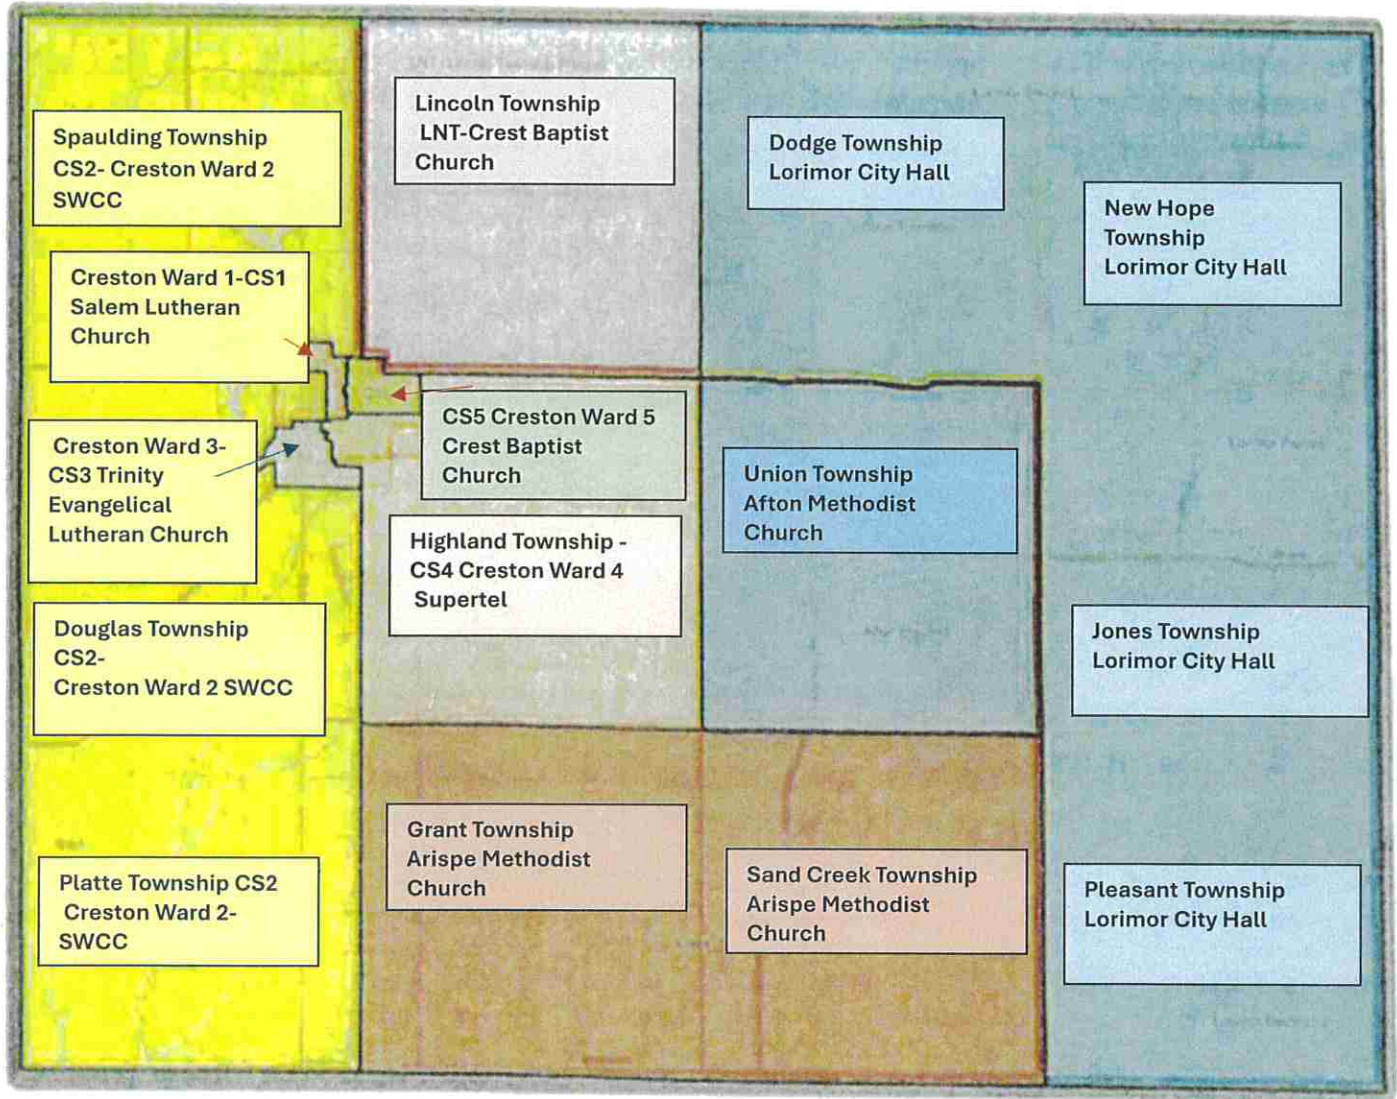 Spaulding Township
CS2- Creston Ward 2
SWCC
Lincoln Township
LNT-Crest Baptist
Church
Dodge Township
Lorimor City Hall
New Hope
Township
Lorimor City Hall
Creston Ward 1-CS1
Salem Lutheran
Church
Creston Ward 3-
CS3 Trinity
Evangelical
Lutheran Church
CS5 Creston Ward 5
Crest Baptist
Church
Union Township
Afton Methodist
Church
Highland Township -
CS4 Creston Ward 4
Supertel
Douglas Township
CS2-
Creston Ward 2 SWCC
Jones Township
Lorimor City Hall
Grant Township
Arispe Methodist
Church
Sand Creek Township
Arispe Methodist
Church
Platte Township CS2
Creston Ward 2-
SWCC
Pleasant Township
Lorimor City Hall